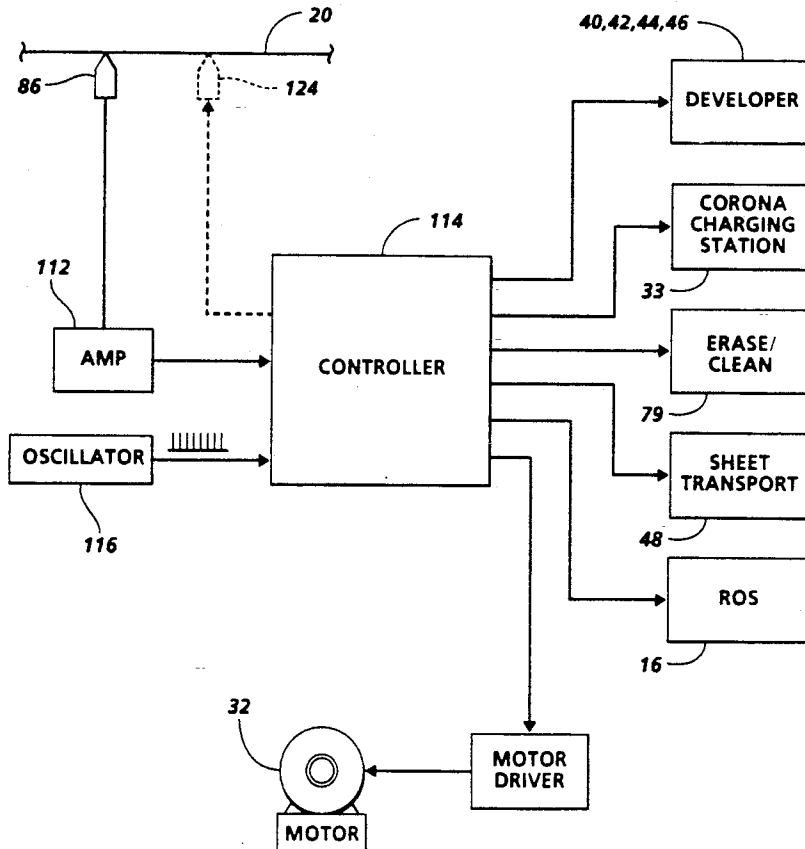 40,42,44,46
20
86
124
DEVELOPER
114
CORONA
CHARGING
STATION
33
112
AMP
CONTROLLER
ERASE/
CLEAN
79
OSCILLATOR
116
SHEET
TRANSPORT
48
ROS
16
32
MOTOR
DRIVER
MOTOR